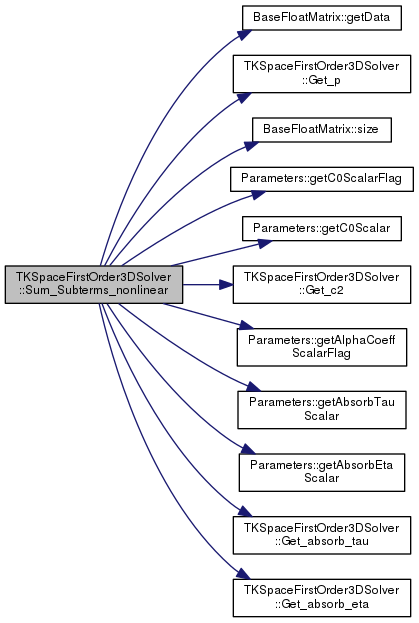 BaseFloatMatrix::getData
TKSpaceFirstOrder3DSolver
::Get_p
BaseFloatMatrix::size
Parameters::getC0ScalarFlag
Parameters::getC0Scalar
TKSpaceFirstOrder3DSolver
::Sum_Subterms_nonlinear
TKSpaceFirstOrder3DSolver
::Get_c2
Parameters::getAlphaCoeff
ScalarFlag
Parameters::getAbsorbTau
Scalar
Parameters::getAbsorbEta
Scalar
TKSpaceFirstOrder3DSolver
::Get_absorb_tau
TKSpaceFirstOrder3DSolver
::Get_absorb_eta